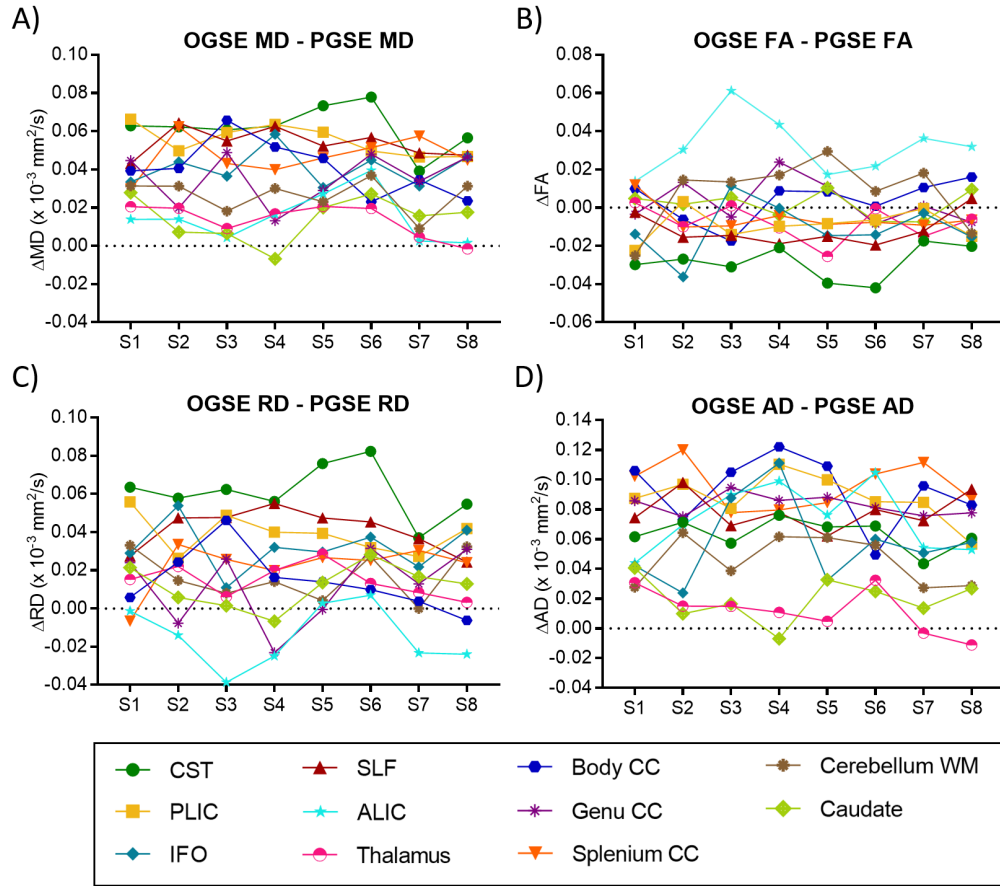 A)
OGSE MD - PGSE MD
ΔMD (x 10⁻³ mm²/s)
0.10
0.08
0.06
0.04
0.02
0.00
-0.02
-0.04
S1 S2 S3 S4 S5 S6 S7 S8
B)
OGSE FA - PGSE FA
ΔFA
0.08
0.06
0.04
0.02
0.00
-0.02
-0.04
-0.06
S1 S2 S3 S4 S5 S6 S7 S8
C)
OGSE RD - PGSE RD
ΔRD (x 10⁻³ mm²/s)
0.10
0.08
0.06
0.04
0.02
0.00
-0.02
-0.04
S1 S2 S3 S4 S5 S6 S7 S8
D)
OGSE AD - PGSE AD
ΔAD (x 10⁻³ mm²/s)
0.14
0.12
0.10
0.08
0.06
0.04
0.02
0.00
-0.02
-0.04
S1 S2 S3 S4 S5 S6 S7 S8
CST SLF Body CC Cerebellum WM
PLIC ALIC Genu CC Caudate
IFO Thalamus Splenium CC